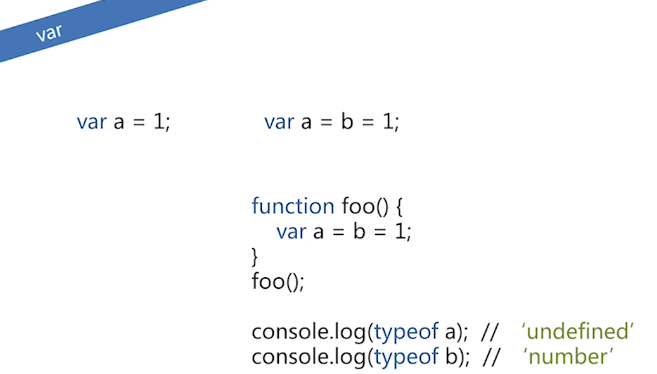 var
var a = 1; var a = b = 1;
function foo() {
var a = b = 1;
}
foo();
console.log(typeof a); // ‘undefined’
console.log(typeof b); // ‘number’